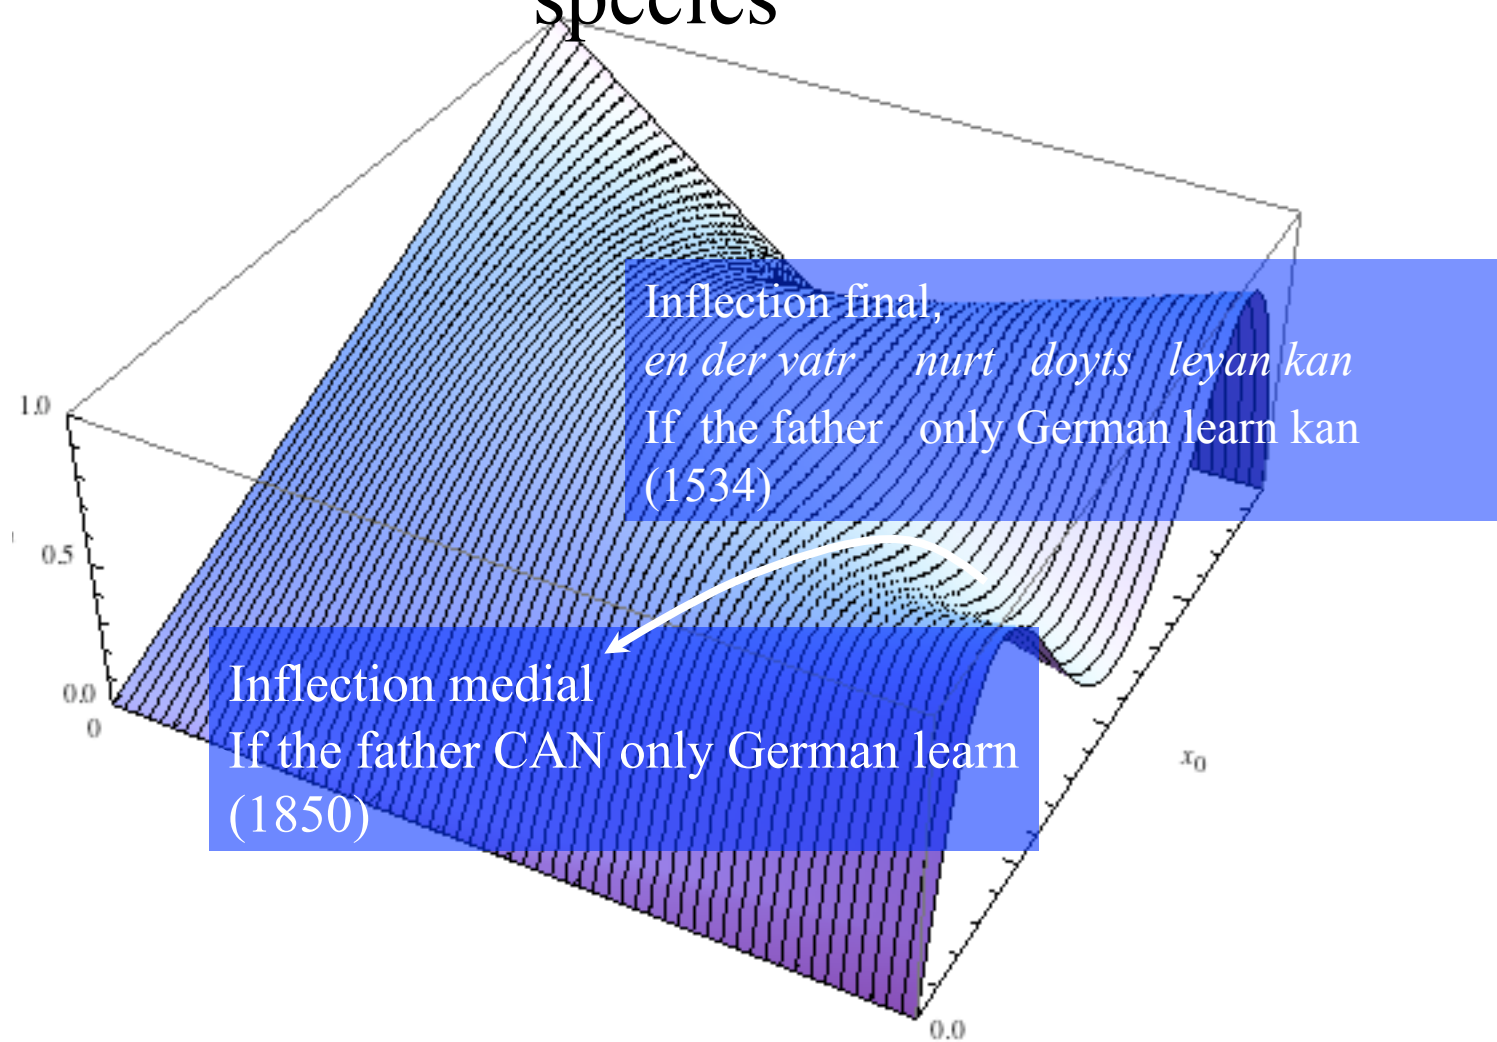 species
Inflection final,
en der vatr nurt doyts leyan kan
If the father only German learn kan
(1534)
1.0
0.5
0.0
0
Inflection medial
If the father CAN only German learn
(1850)
x0
0.0